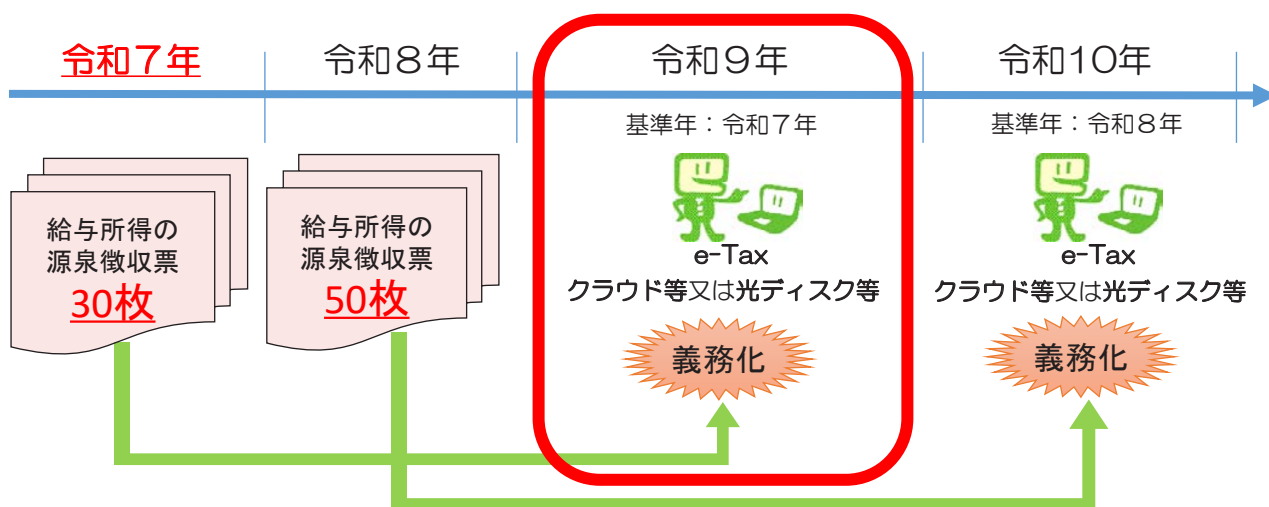 令和７年
令和８年
令和９年
令和１０年
基準年：令和７年
基準年：令和８年
給与所得の
源泉徴収票
30枚
給与所得の
源泉徴収票
50枚
e-Tax
クラウド等又は光ディスク等
義務化
e-Tax
クラウド等又は光ディスク等
義務化